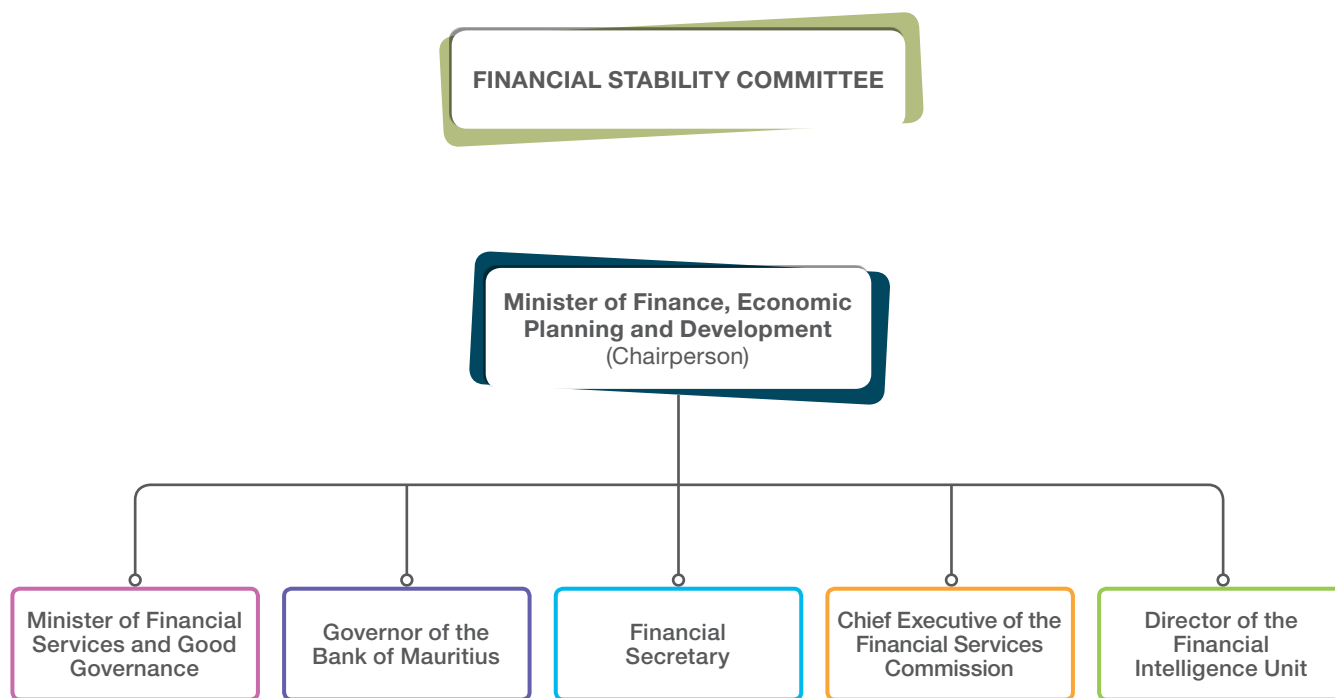 FINANCIAL STABILITY COMMITTEE
Minister of Finance, Economic
Planning and Development
(Chairperson)
Minister of Financial
Services and Good
Governance
Governor of the
Bank of Mauritius
Financial
Secretary
Chief Executive of the
Financial Services
Commission
Director of the
Financial
Intelligence Unit